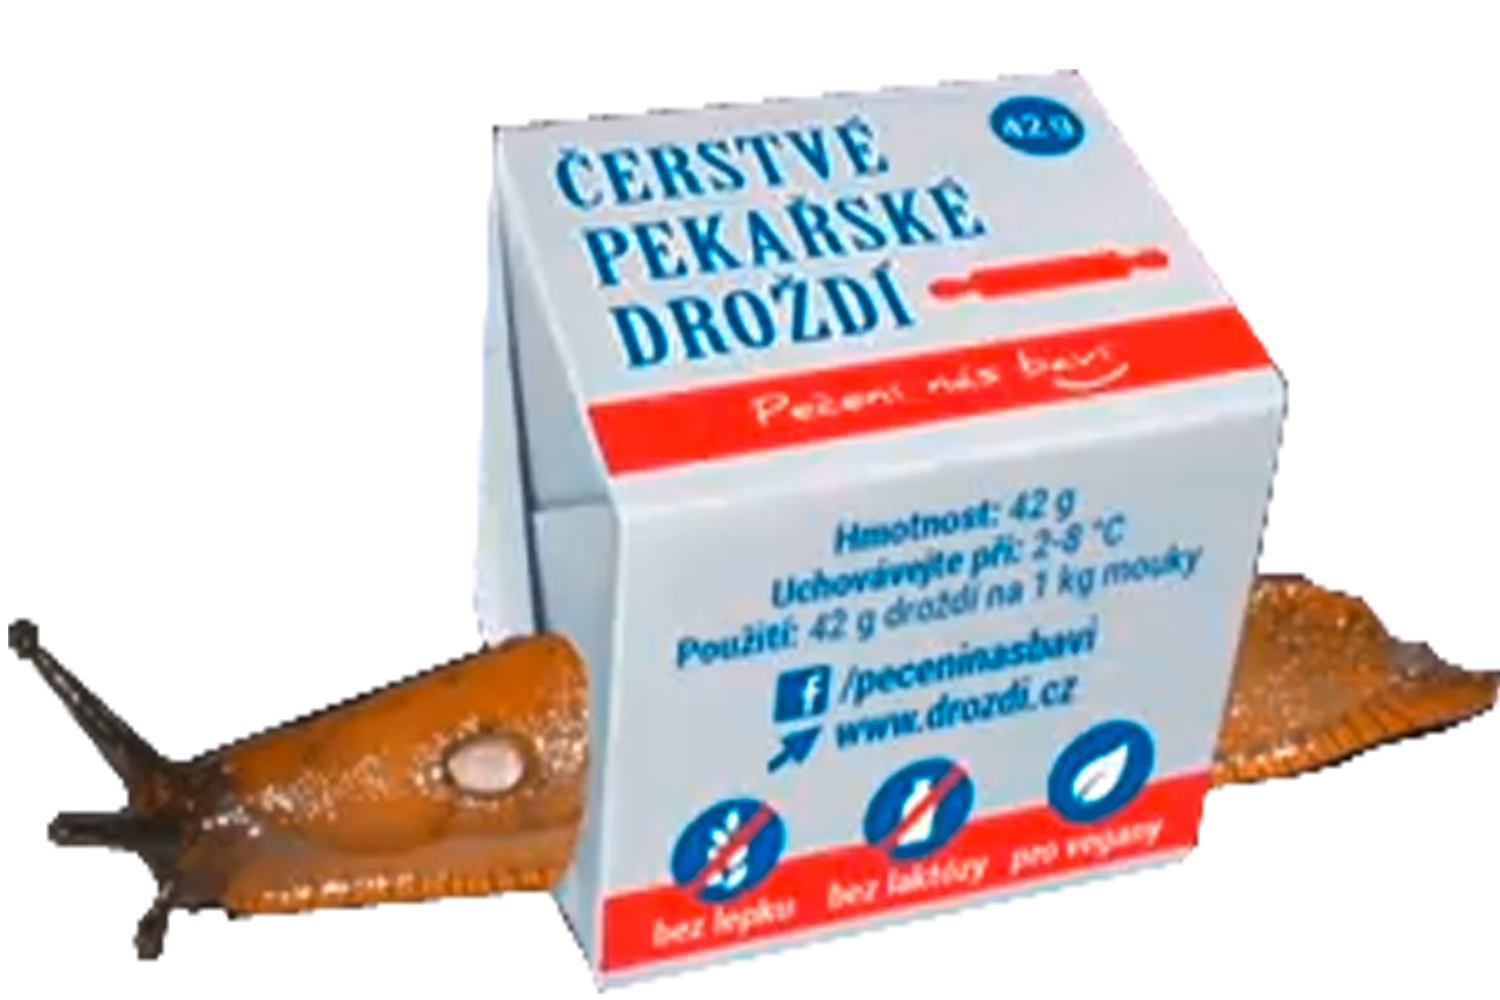 42 g
ČERSTVÉ
PEKAŘSKÉ
DROŽDÍ
Pečení nás baví
Hmotnost: 42 g
Uchovávejte při: 2-8 °C
Použití: 42 g droždí na 1 kg mouky
/peceninasbavi
www.drozdi.cz
bez lepku bez laktózy pro vegany